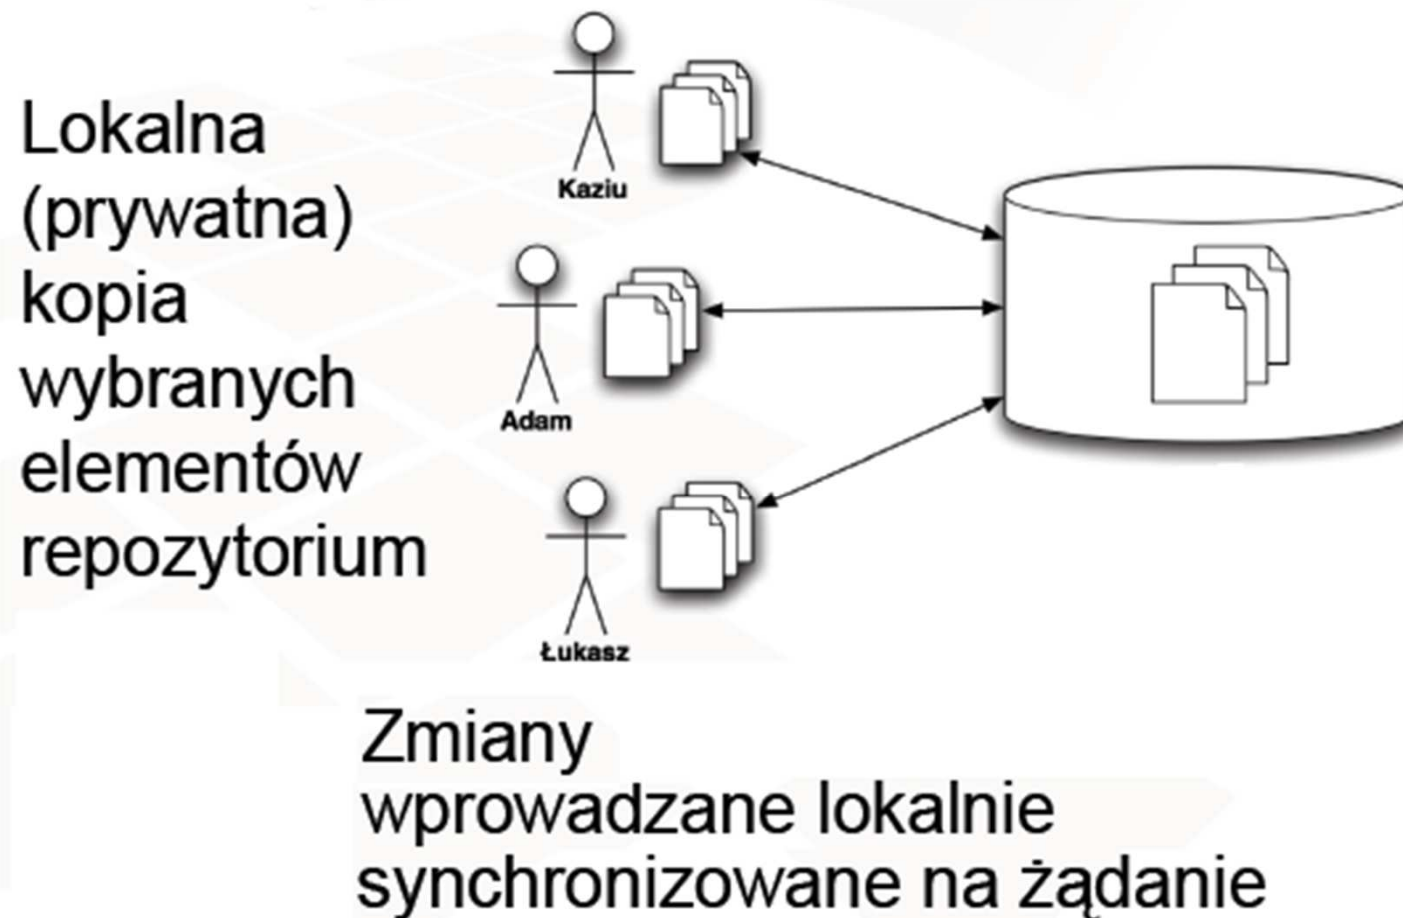 Lokalna
(prywatna)
kopia
wybranych
elementów
repozytorium
Kaziu
Adam
Łukasz
Zmiany
wprowadzane lokalnie
synchronizowane na żądanie